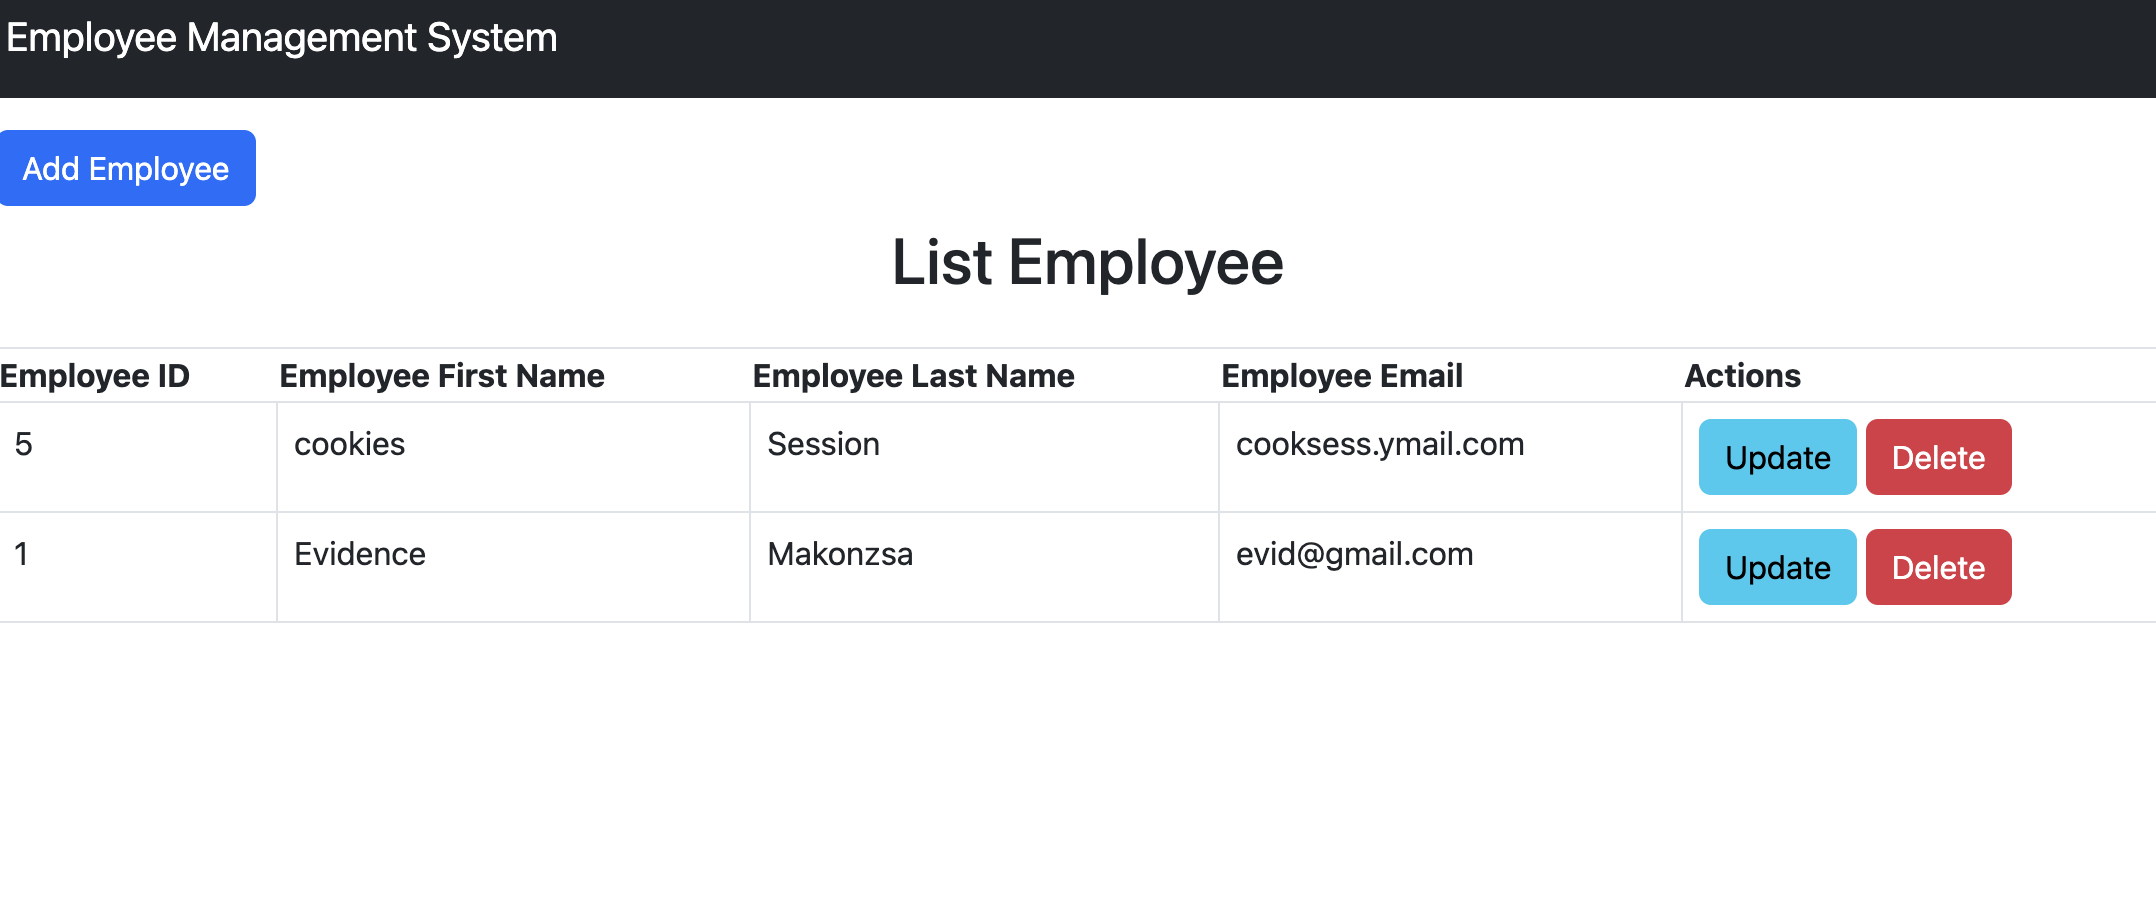 Employee Management System
Add Employee
List Employee
Employee ID Employee First Name Employee Last Name Employee Email Actions
5 cookies Session cooksess.ymail.com Update Delete
1 Evidence Makonzsa evid@gmail.com Update Delete